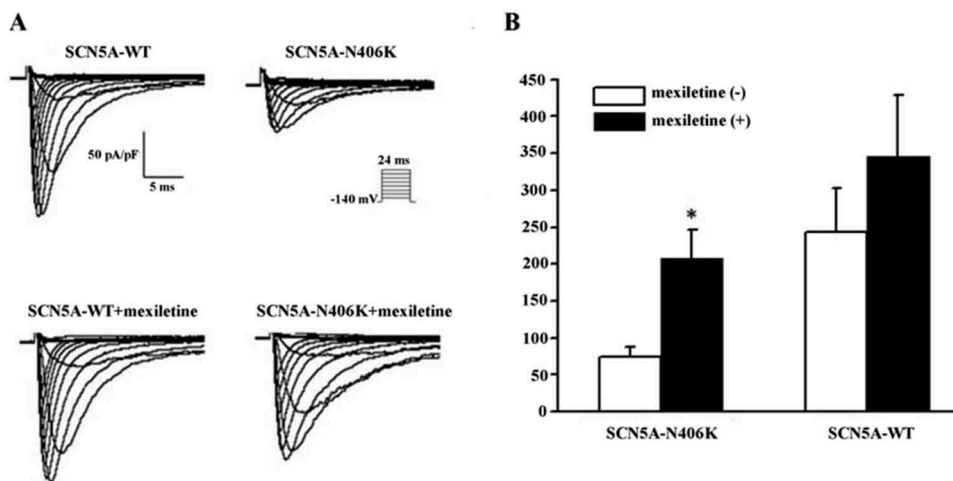 A
SCN5A-WT
SCN5A-N406K
50 pA/pF
5 ms
24 ms
-140 mV
SCN5A-WT+mexiletine
SCN5A-N406K+mexiletine
B
450
400
350
300
250
200
150
100
50
0
mexiletine (-)
mexiletine (+)
*
SCN5A-N406K
SCN5A-WT